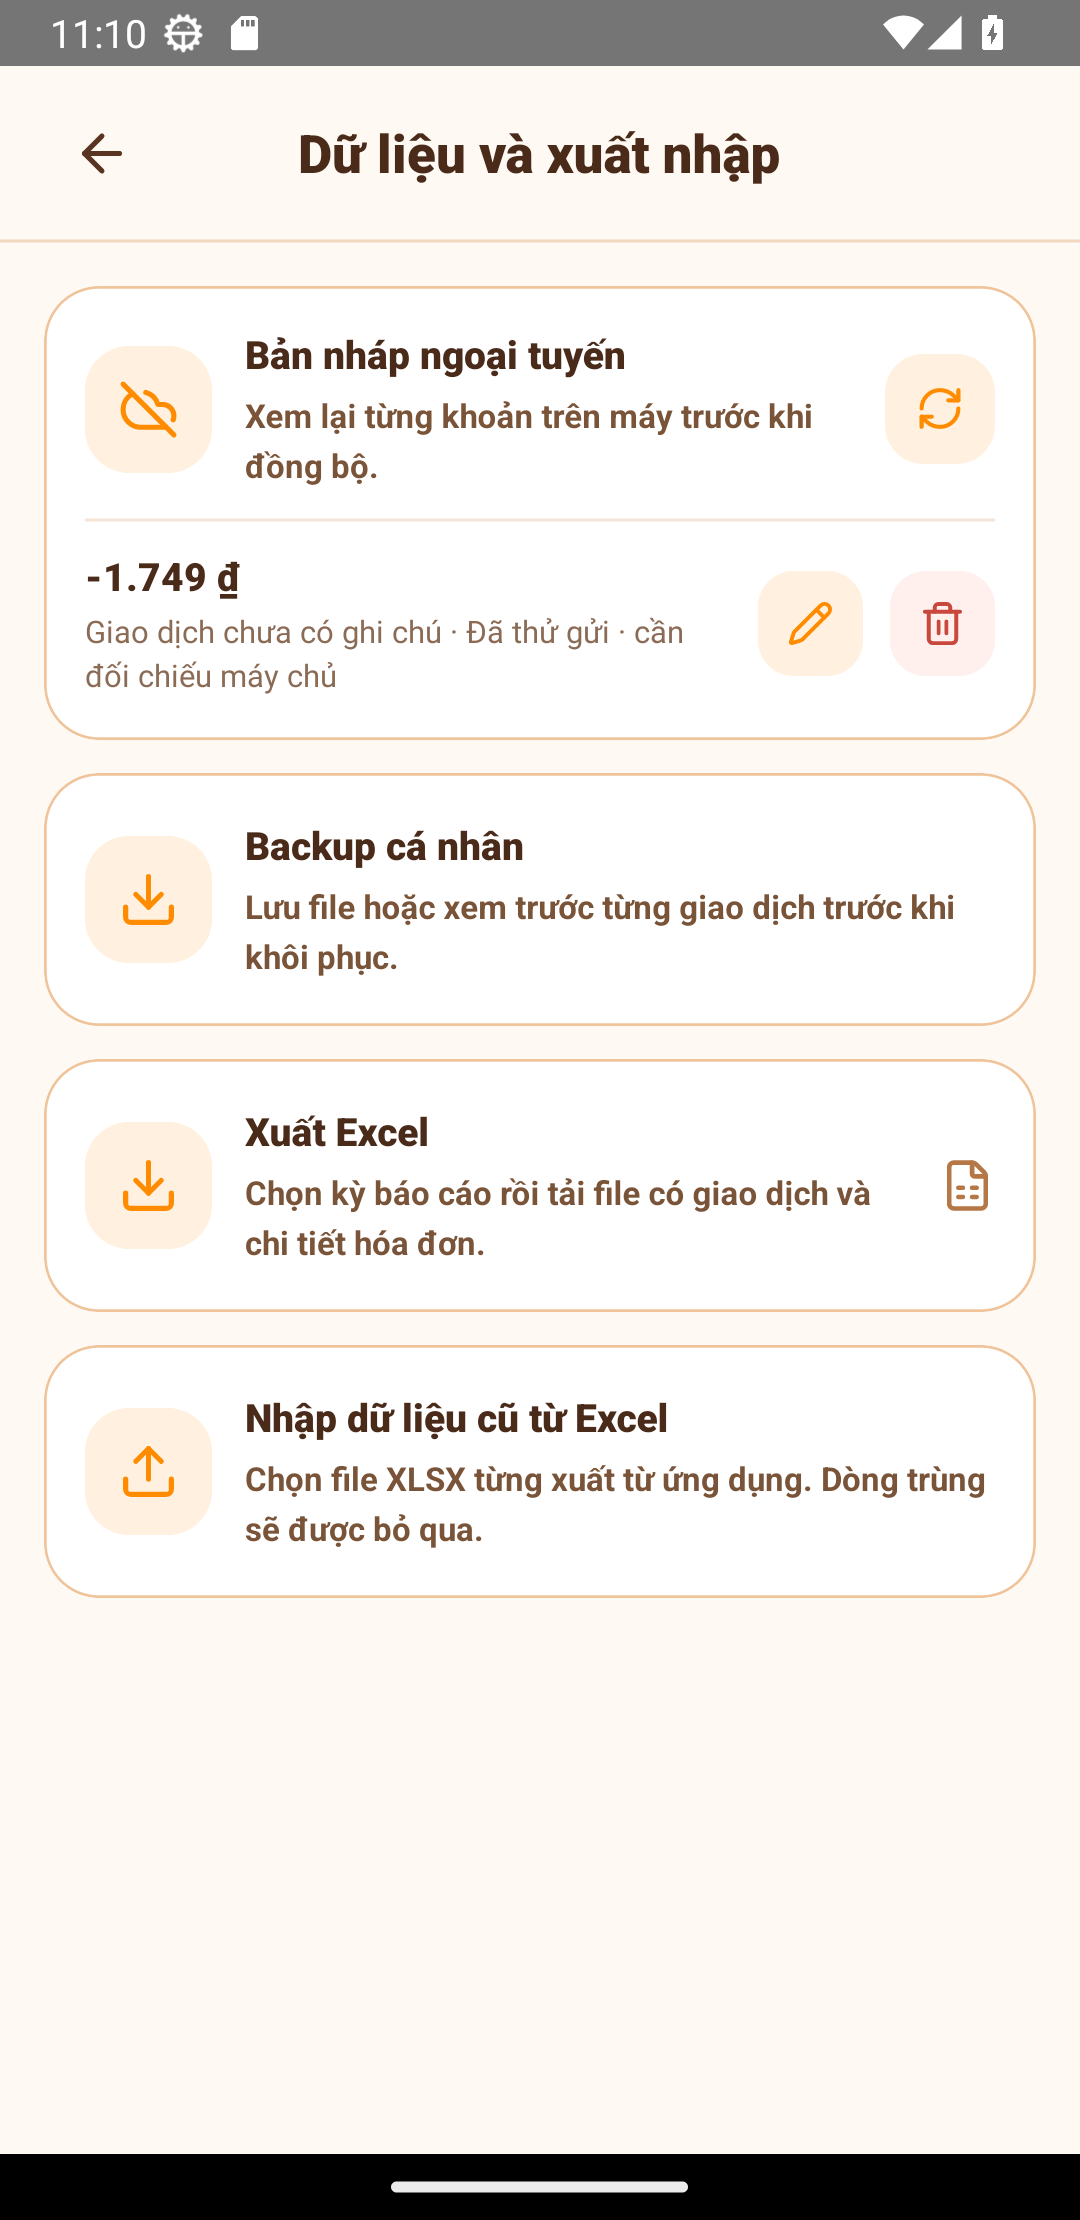 11:10
Dữ liệu và xuất nhập
Bản nháp ngoại tuyến
Xem lại từng khoản trên máy trước khi
đồng bộ.
-1.749 ₫
Giao dịch chưa có ghi chú · Đã thử gửi · cần
đối chiếu máy chủ
Backup cá nhân
Lưu file hoặc xem trước từng giao dịch trước khi
khôi phục.
Xuất Excel
Chọn kỳ báo cáo rồi tải file có giao dịch và
chi tiết hóa đơn.
Nhập dữ liệu cũ từ Excel
Chọn file XLSX từng xuất từ ứng dụng. Dòng trùng
sẽ được bỏ qua.